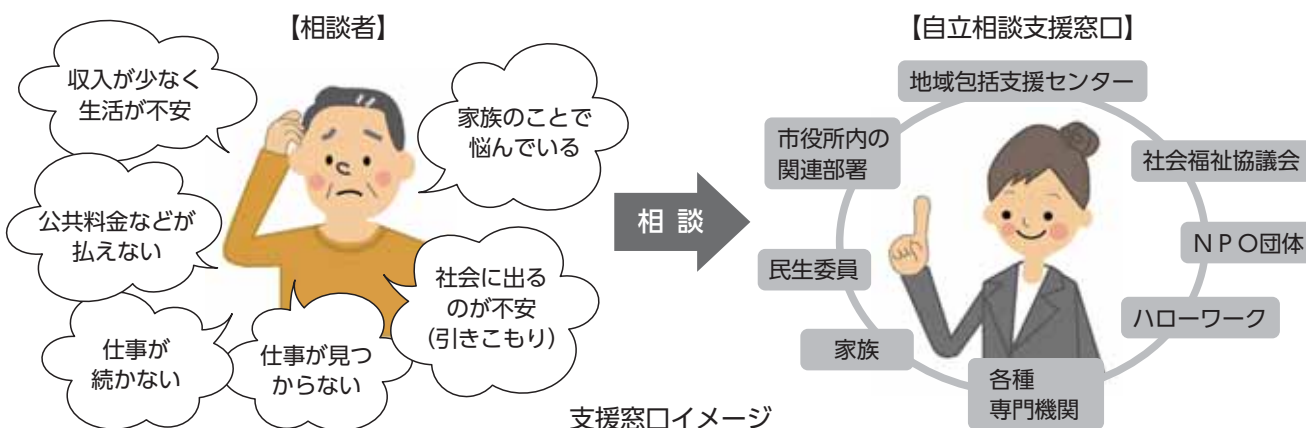 【相談者】
収入が少なく
生活が不安
家族のことで
悩んでいる
公共料金などが
払えない
社会に出る
のが不安
(引きこもり)
仕事が
続かない
仕事が見つ
からない
相談
【自立相談支援窓口】
地域包括支援センター
市役所内の
関連部署
社会福祉協議会
NPO団体
民生委員
ハローワーク
家族
各種
専門機関
支援窓口イメージ